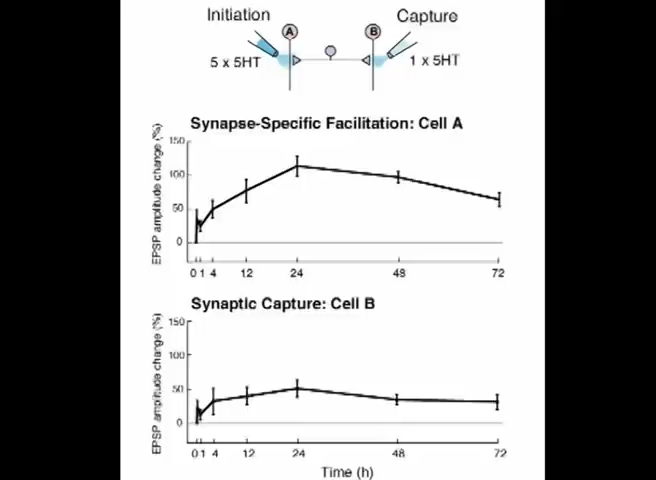 Initiation Capture
A B
5 x 5HT 1 x 5HT
Synapse-Specific Facilitation: Cell A
EPSP amplitude change (%)
150
100
50
0
0 1 4 12 24 48 72
Synaptic Capture: Cell B
EPSP amplitude change (%)
150
100
50
0
0 1 4 12 24 48 72
Time (h)